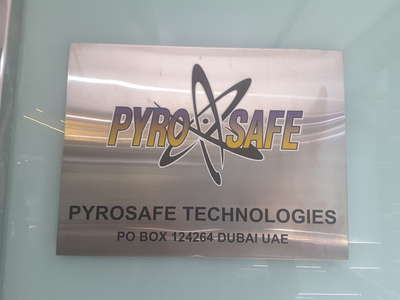 PYRO SAFE
PYROSAFE TECHNOLOGIES
PO BOX 124264 DUBAI UAE